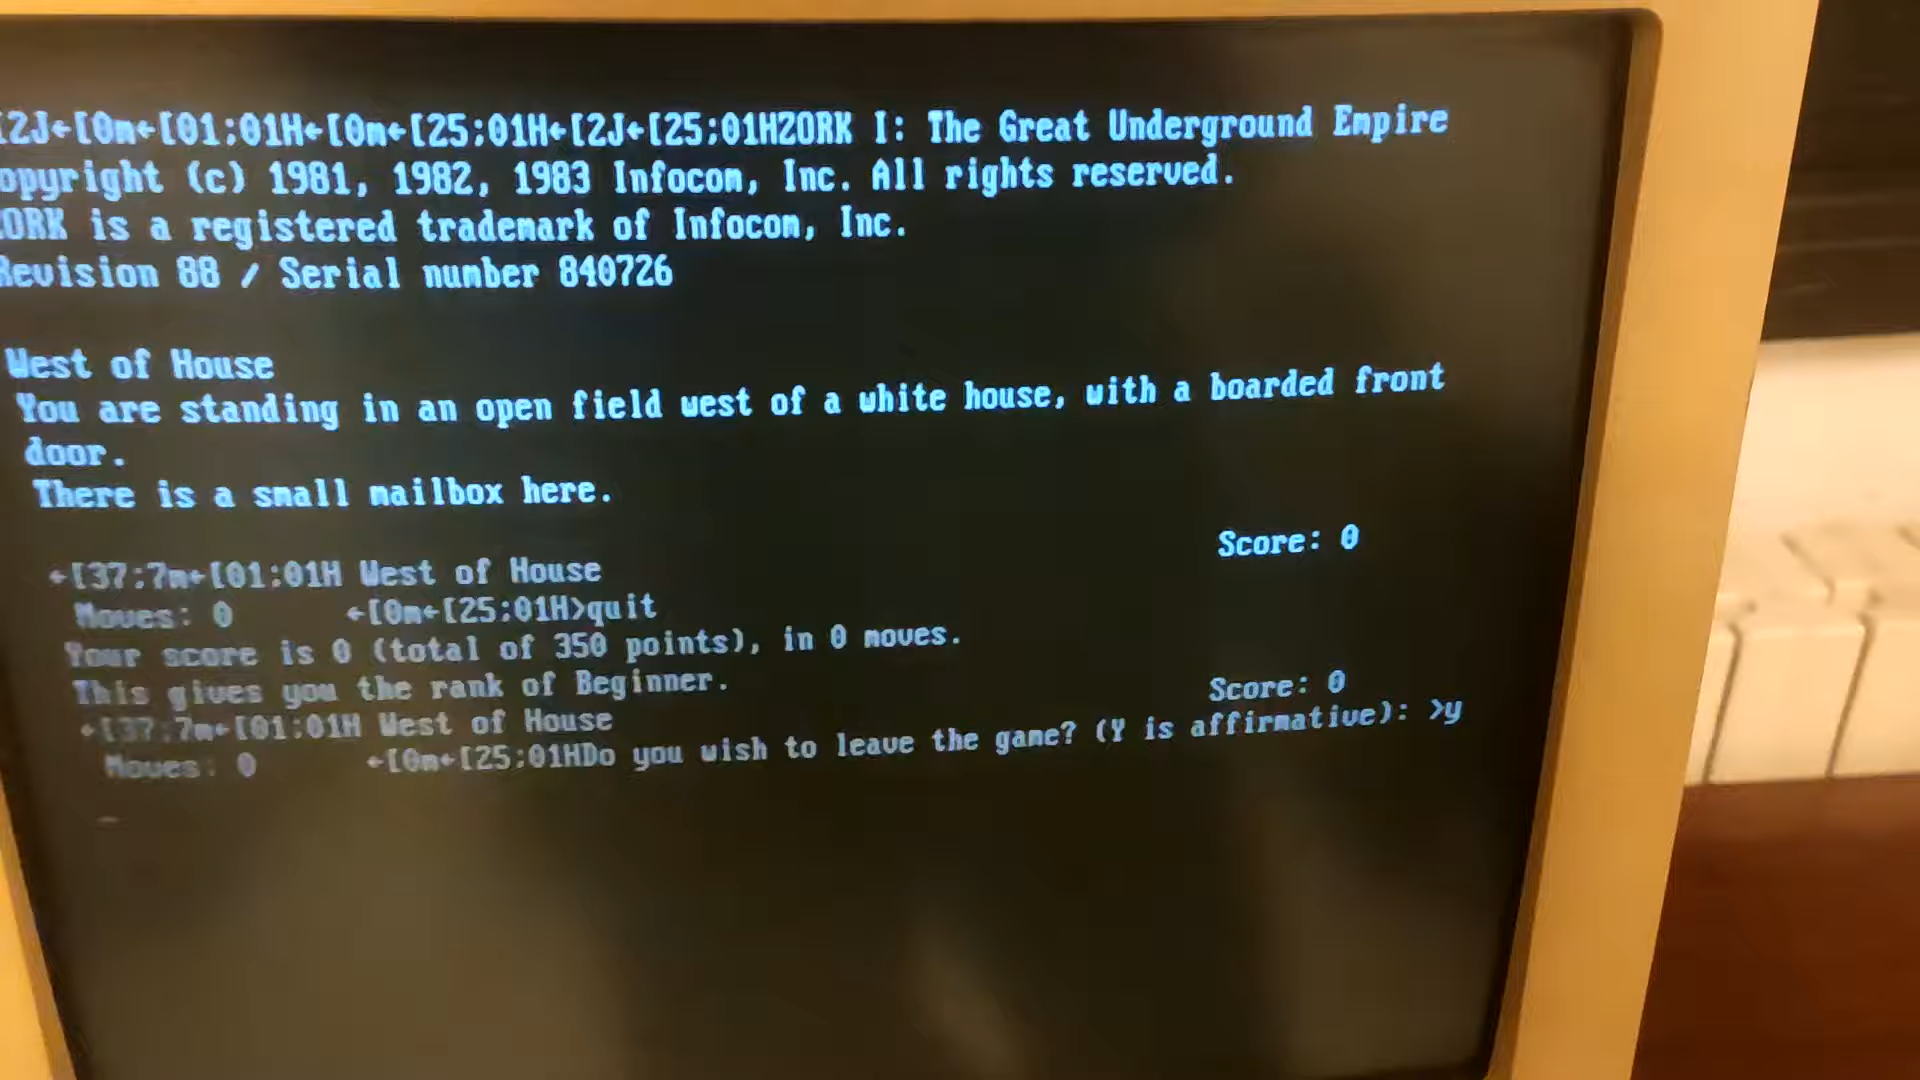 [2J←[0m←[01;01H←[0m←[25;01H←[2J←[25;01HZORK I: The Great Underground Empire
opyright (c) 1981, 1982, 1983 Infocom, Inc. All rights reserved.
ORK is a registered trademark of Infocom, Inc.
Revision 88 / Serial number 840726
West of House
You are standing in an open field west of a white house, with a boarded front
door.
There is a small mailbox here.
←[37;7m←[01;01H West of House Score: 0
Moves: 0 ←[0m←[25;01H>quit
Your score is 0 (total of 350 points), in 0 moves.
This gives you the rank of Beginner.
←[37;7m←[01;01H West of House Score: 0
Moves: 0 ←[0m←[25;01HDo you wish to leave the game? (Y is affirmative): >y